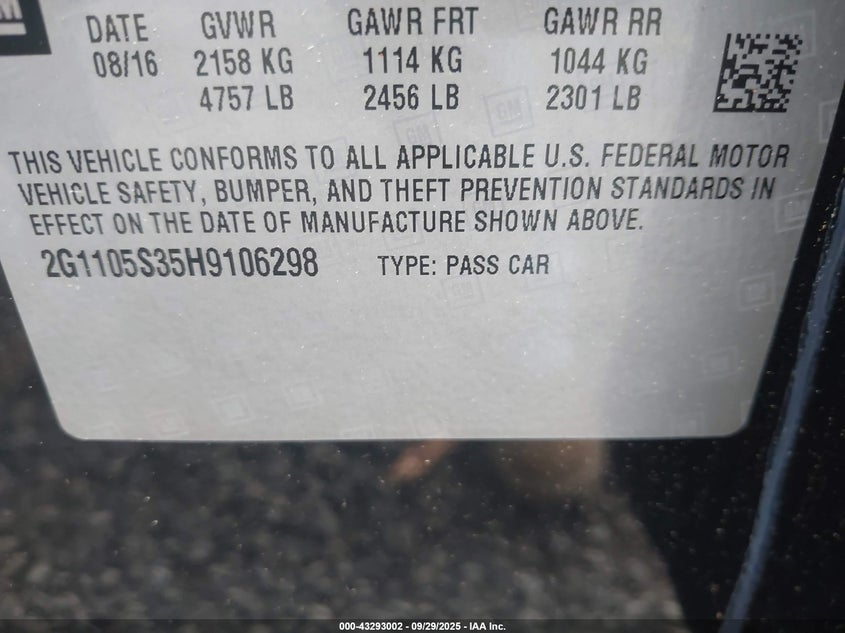 M
DATE GVWR GAWR FRT GAWR RR
08/16 2158 KG 1114 KG 1044 KG
4757 LB 2456 LB 2301 LB
THIS VEHICLE CONFORMS TO ALL APPLICABLE U.S. FEDERAL MOTOR
VEHICLE SAFETY, BUMPER, AND THEFT PREVENTION STANDARDS IN
EFFECT ON THE DATE OF MANUFACTURE SHOWN ABOVE.
2G1105S35H9106298 TYPE: PASS CAR
000-43293002 - 09/29/2025 - IAA Inc.